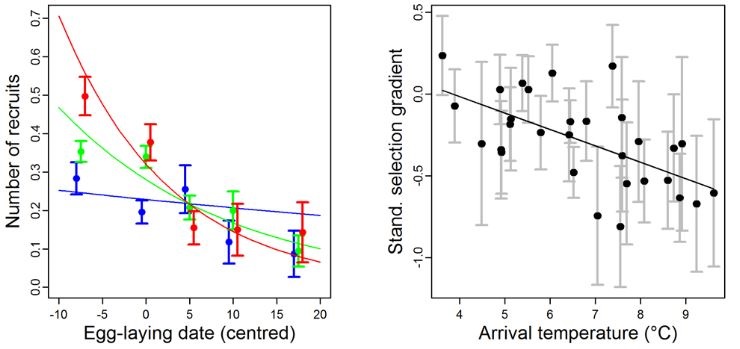 0.7
0.6
0.5
0.4
0.3
0.2
0.1
0.0
Number of recruits
-10 -5 0 5 10 15 20
Egg-laying date (centred)
0.5
0.0
-0.5
-1.0
Stand. selection gradient
4 5 6 7 8 9
Arrival temperature (°C)